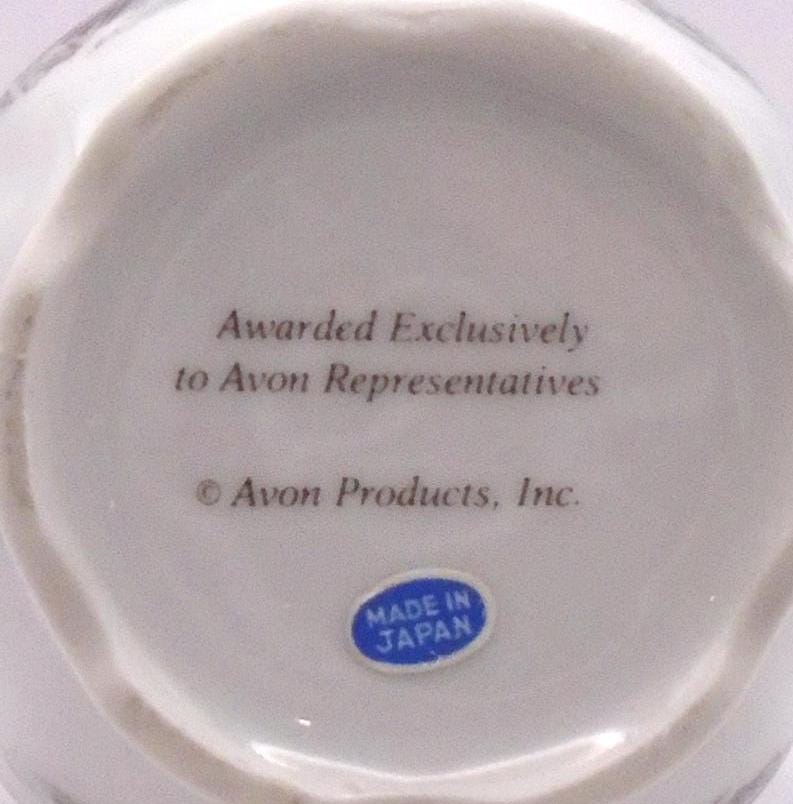 Awarded Exclusively
to Avon Representatives
© Avon Products, Inc.
MADE IN
JAPAN